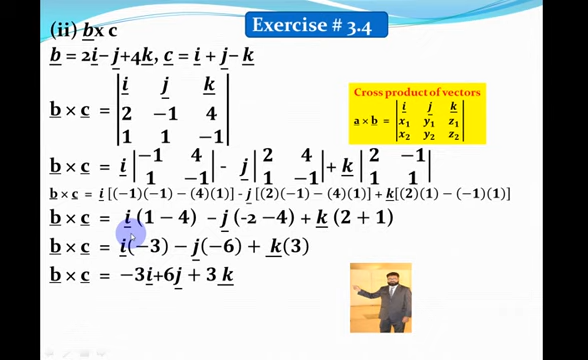 Exercise # 3.4
(ii) b x c
b = 2i− j+4k, c = i + j− k
b × c = | i j k |
| 2 −1 4 |
| 1 1 −1 |
Cross product of vectors
a × b = | i j k |
| x₁ y₁ z₁ |
| x₂ y₂ z₂ |
b × c = i |−1 4; 1 −1| - j |2 4; 1 −1| + k |2 −1; 1 1|
b × c = i [(−1)(−1) − (4)(1)] - j[(2)(−1) − (4)(1)] + k[(2)(1) − (−1)(1)]
b × c = i (1 − 4) − j (-2 −4) + k (2 + 1)
b × c = i(−3) − j(−6) + k(3)
b × c = −3i+6j + 3 k